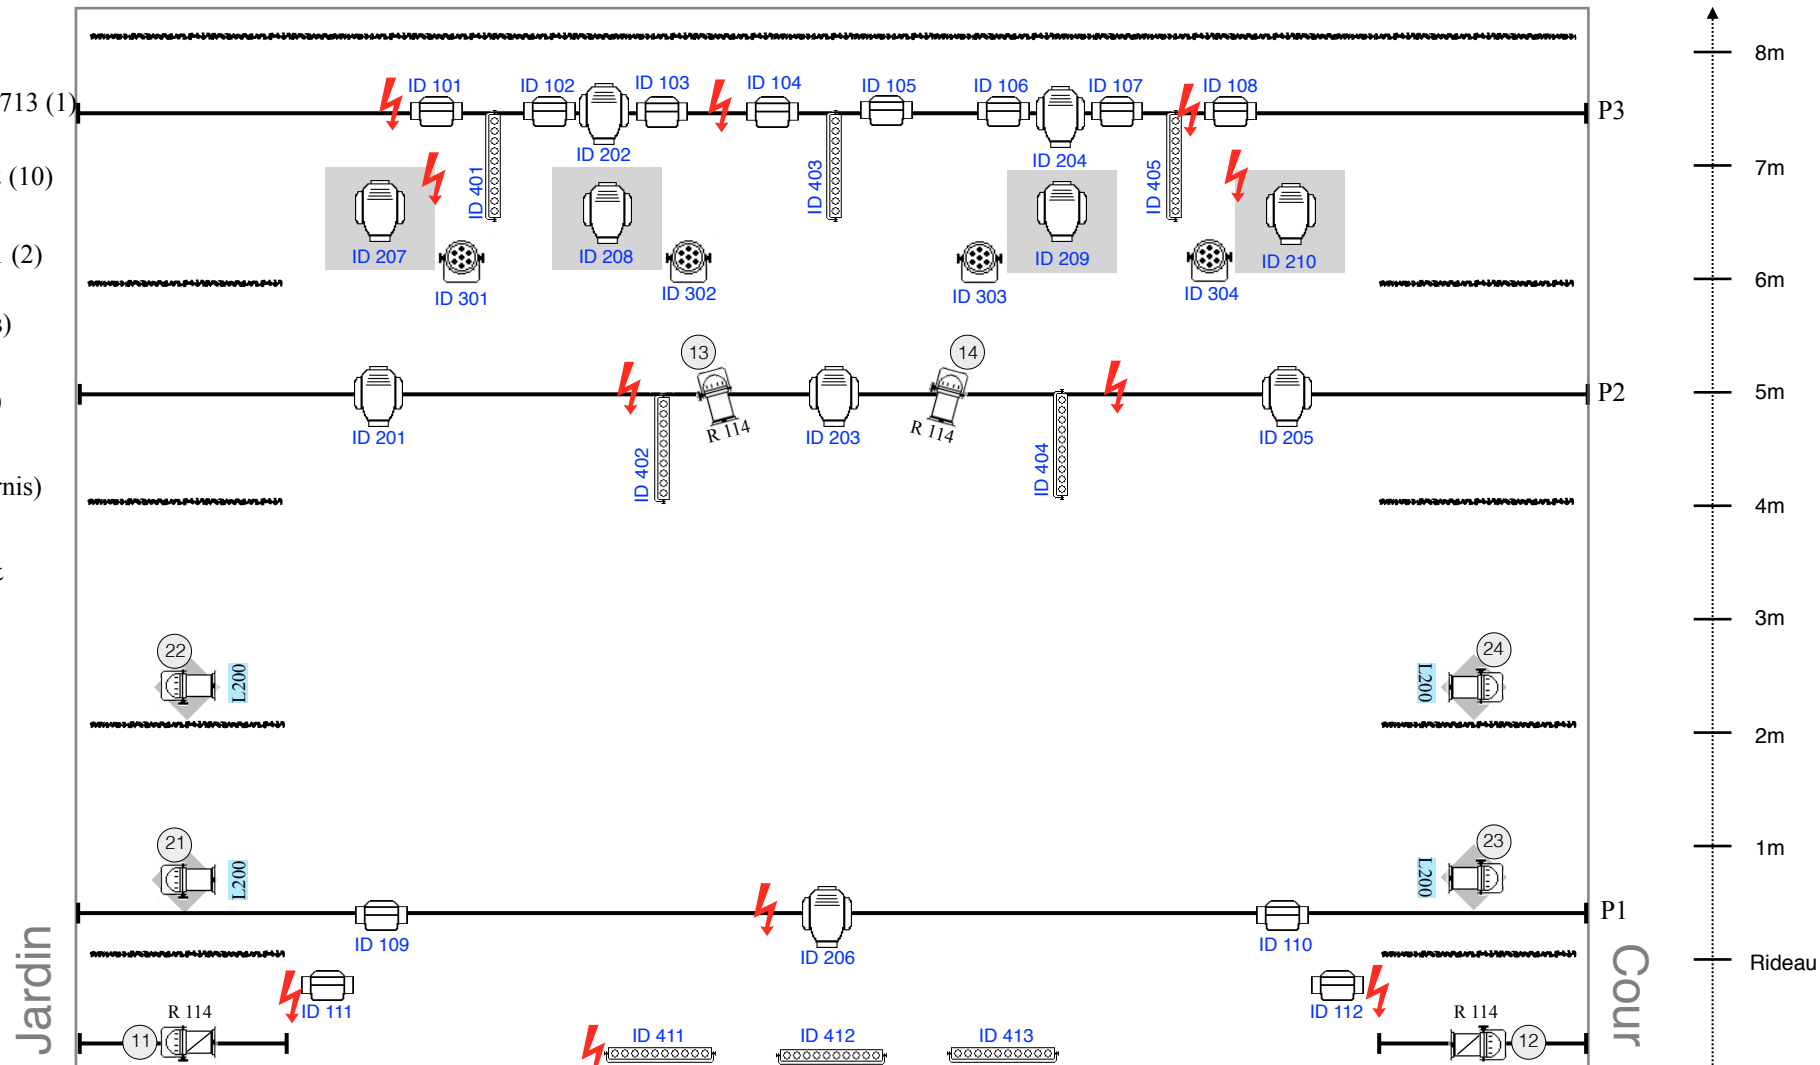 8m
ID 101
ID 102
ID 103
ID 104
ID 105
ID 106
ID 107
ID 108
713 (1)
P3
ID 202
ID 204
7m
(10)
ID 401
ID 403
ID 405
ID 207
ID 208
ID 209
ID 210
(2)
6m
ID 301
ID 302
ID 303
ID 304
13
14
5m
P2
R 114
R 114
ID 201
ID 203
ID 205
ID 402
ID 404
rnis)
4m
3m
22
24
L200
L200
2m
21
23
1m
L200
L200
P1
ID 109
ID 206
ID 110
Jardin
Cour
Rideau
ID 111
ID 112
R 114
R 114
11
12
ID 411
ID 412
ID 413